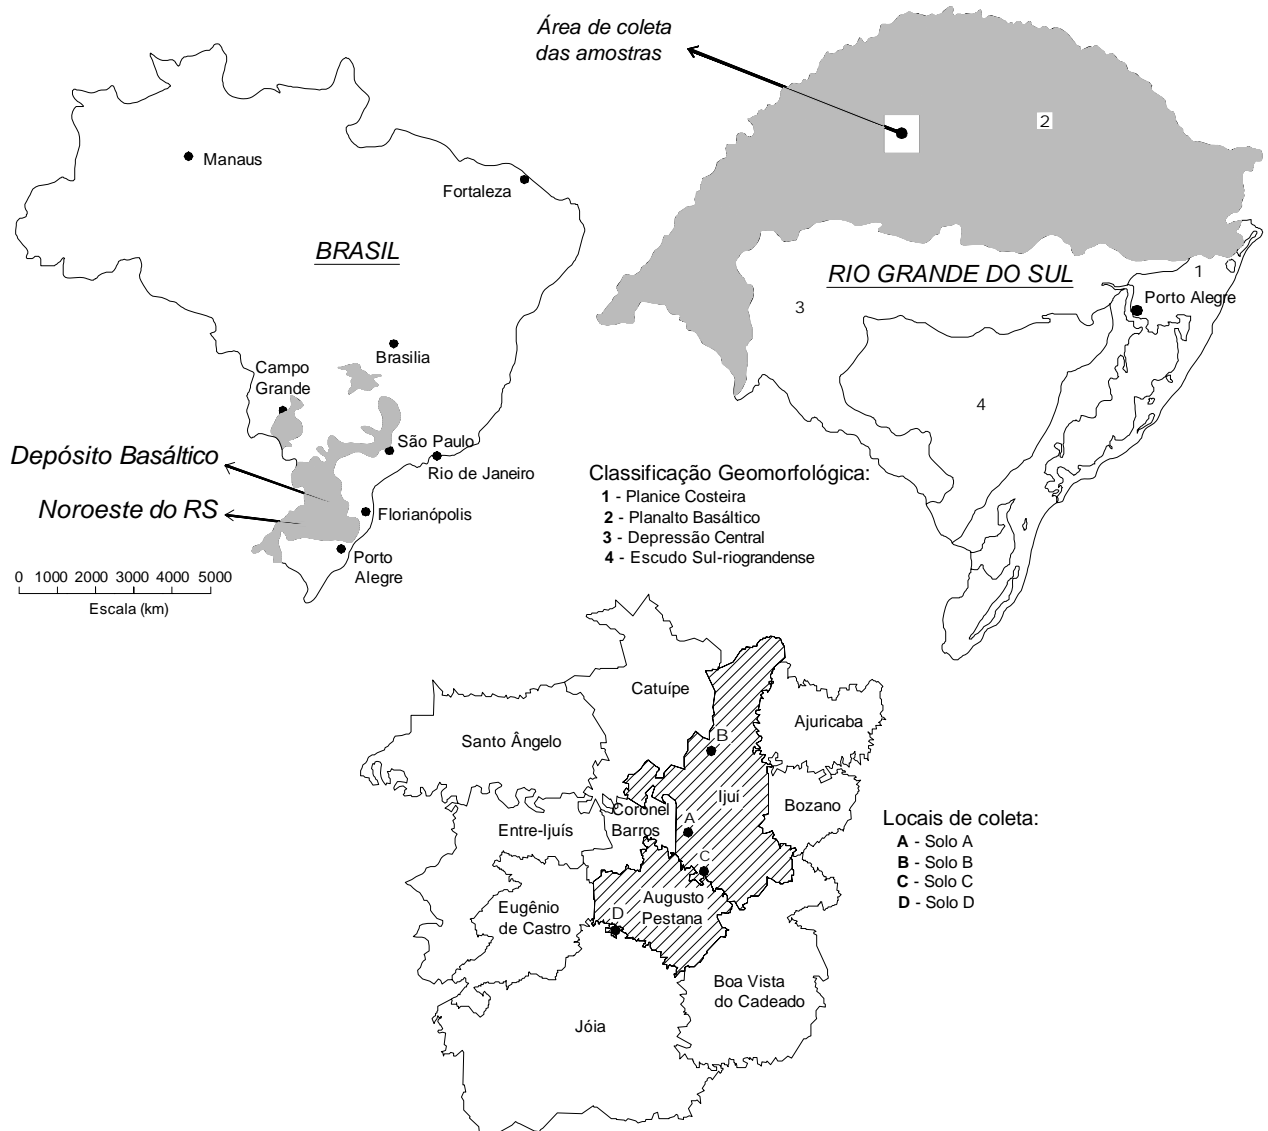 Área de coleta
das amostras
Manaus
Fortaleza
BRASIL
Brasilia
Campo
Grande
São Paulo
Rio de Janeiro
Depósito Basáltico
Noroeste do RS
Florianópolis
Porto
Alegre
0 1000 2000 3000 4000 5000
Escala (km)
2
RIO GRANDE DO SUL
1
Porto Alegre
3
4
Classificação Geomorfológica:
1 - Planice Costeira
2 - Planalto Basáltico
3 - Depressão Central
4 - Escudo Sul-riograndense
Catuípe
Santo Ângelo
Ajuricaba
B
Ijuí
Bozano
Coronel
Barros
A
Entre-Ijuís
C
Augusto
Pestana
Eugênio
de Castro
D
Boa Vista
do Cadeado
Jóia
Locais de coleta:
A - Solo A
B - Solo B
C - Solo C
D - Solo D